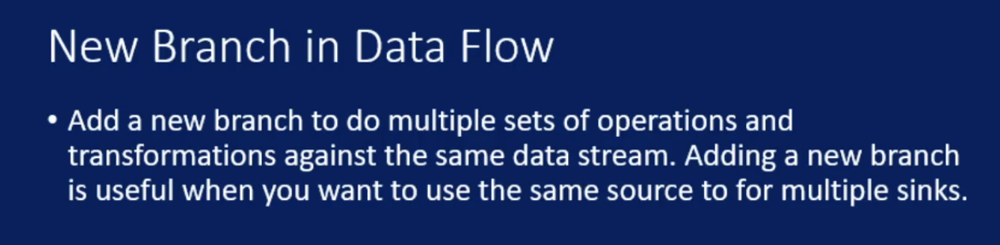 New Branch in Data Flow
• Add a new branch to do multiple sets of operations and
transformations against the same data stream. Adding a new branch
is useful when you want to use the same source to for multiple sinks.